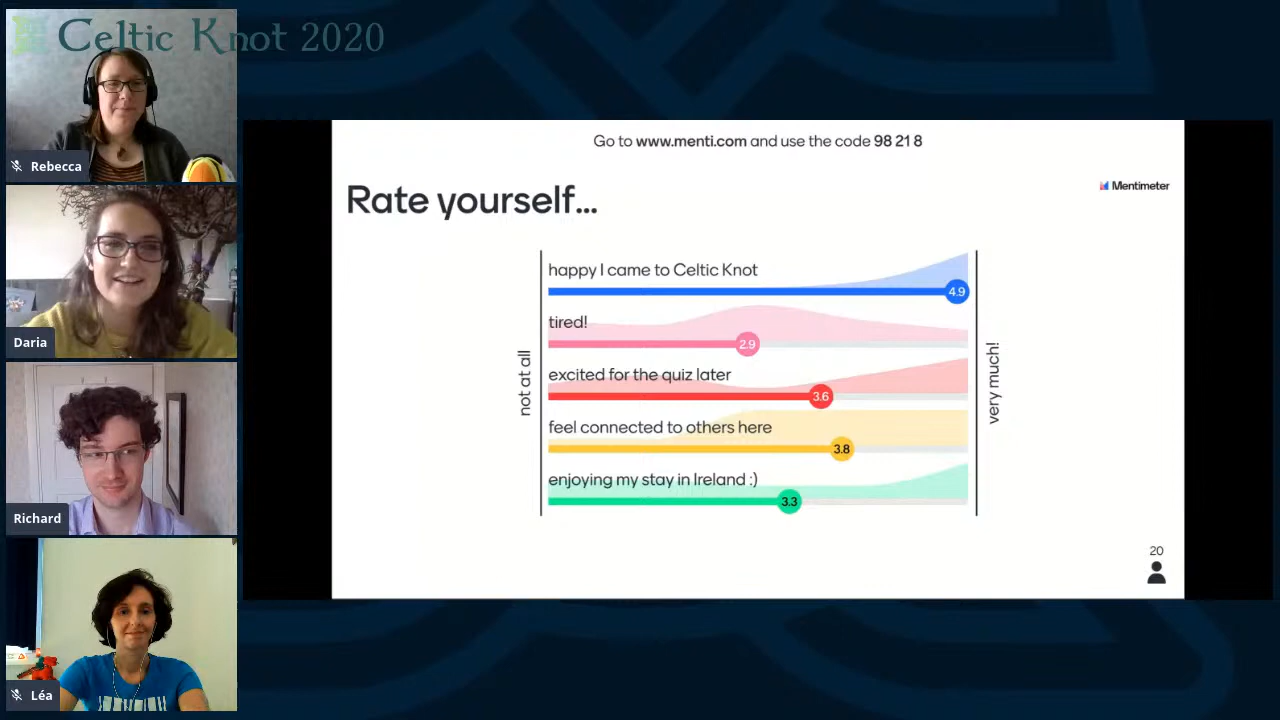 Celtic Knot 2020
Rebecca
Daria
Richard
Léa
Go to www.menti.com and use the code 98 21 8
Mentimeter
Rate yourself...
not at all
very much!
happy I came to Celtic Knot
4.9
tired!
2.9
excited for the quiz later
3.6
feel connected to others here
3.8
enjoying my stay in Ireland :)
3.3
20